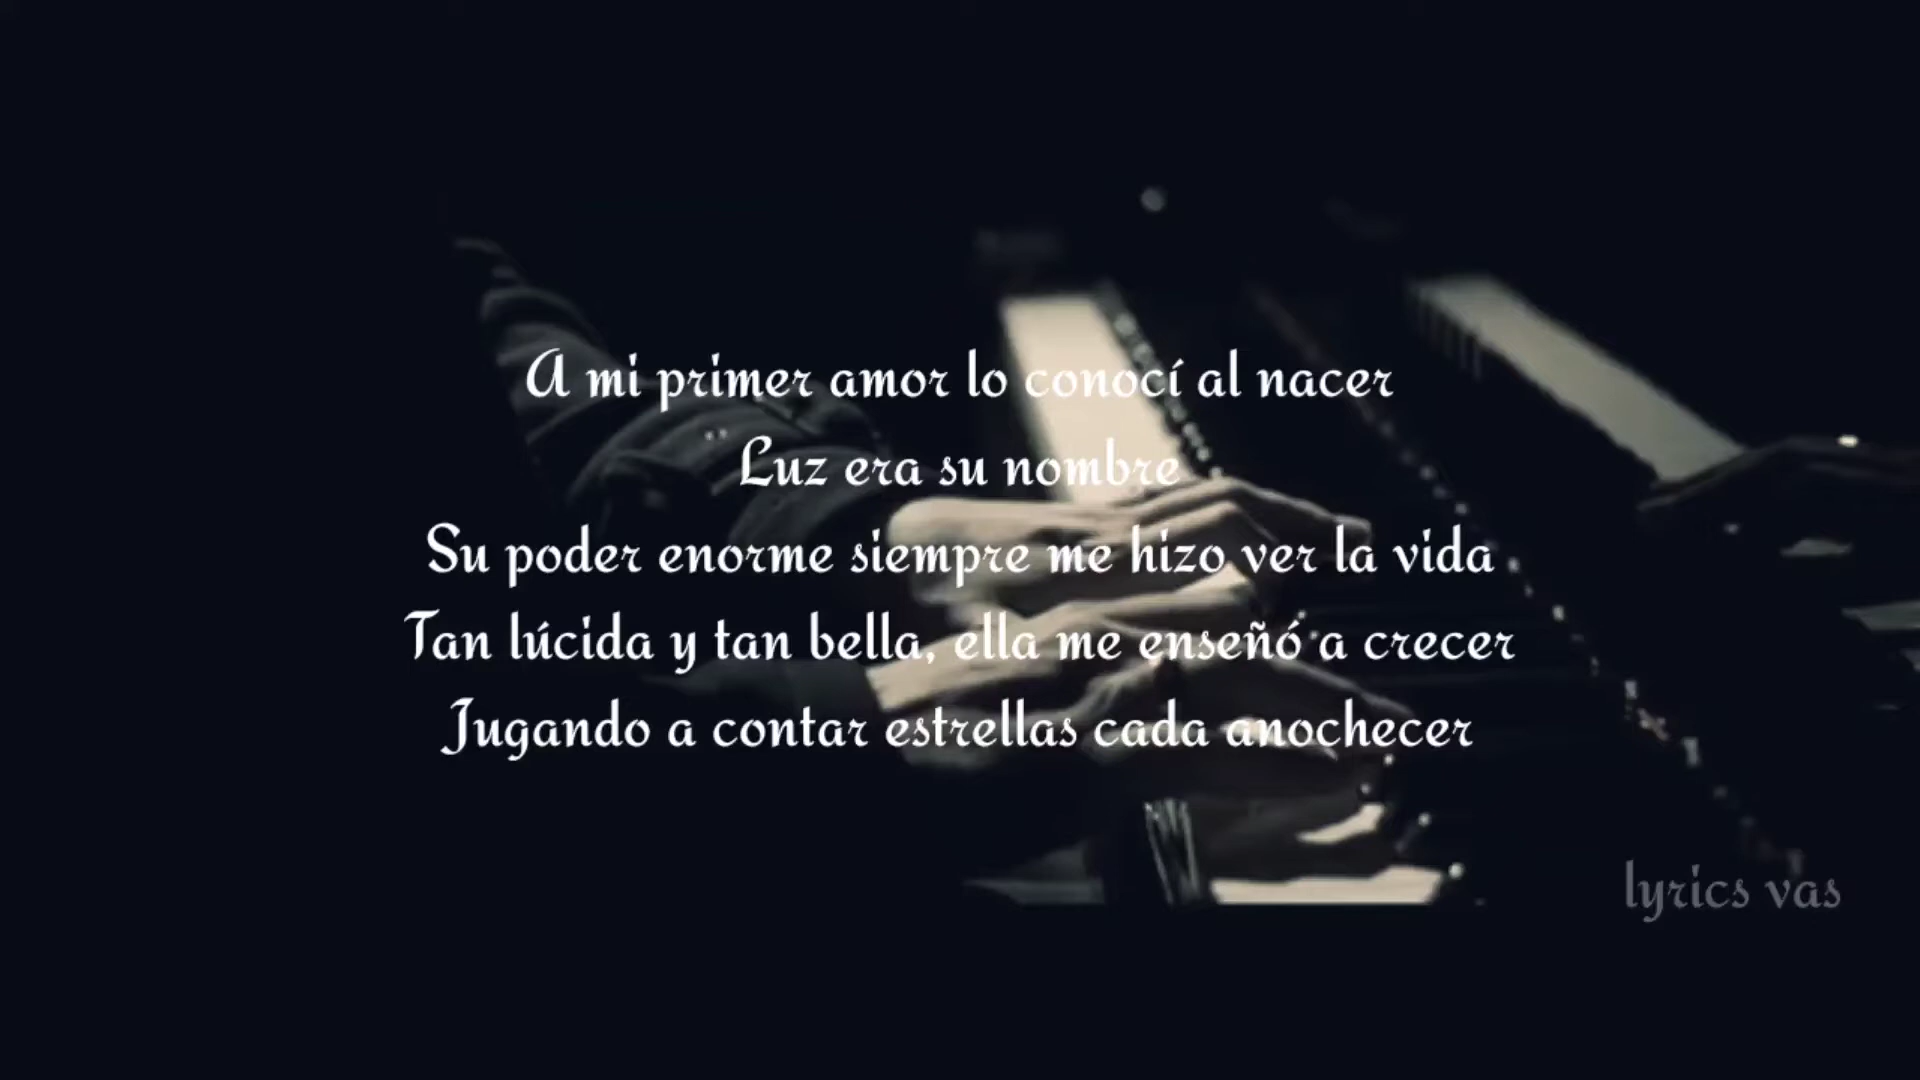 A mi primer amor lo conocí al nacer
Luz era su nombre
Su poder enorme siempre me hizo ver la vida
Tan lúcida y tan bella, ella me enseñó a crecer
Jugando a contar estrellas cada anochecer
lyrics vas